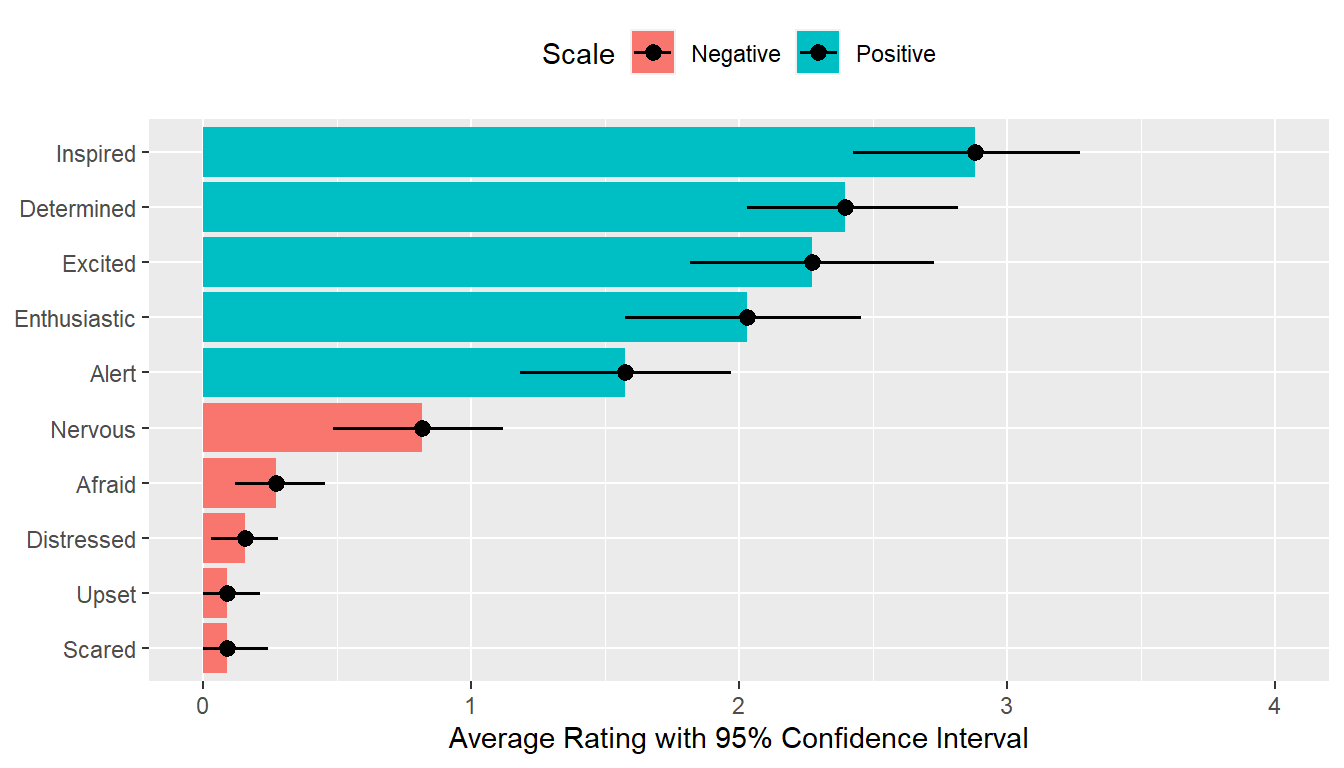 Scale Negative Positive
Inspired
Determined
Excited
Enthusiastic
Alert
Nervous
Afraid
Distressed
Upset
Scared
0 1 2 3 4
Average Rating with 95% Confidence Interval